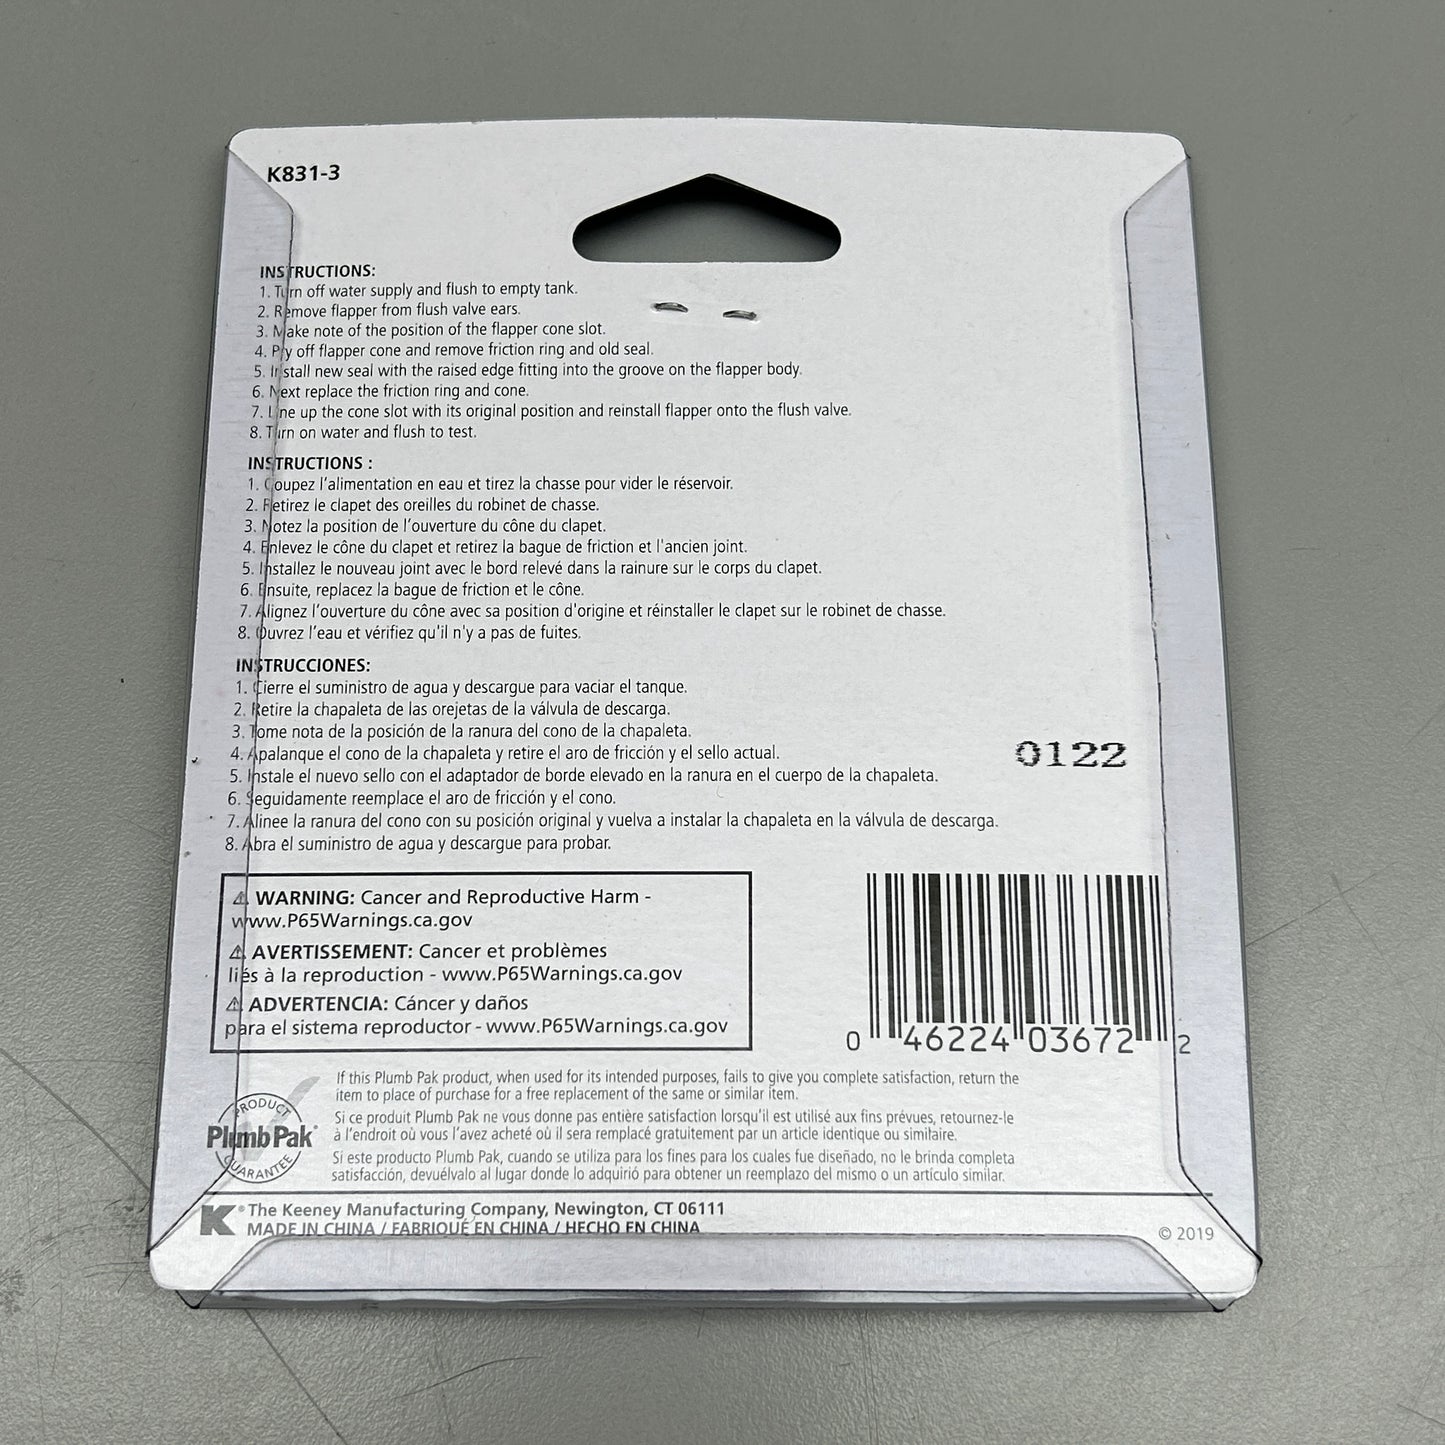 K831-3
INSTRUCTIONS:
1. Turn off water supply and flush to empty tank.
2. Remove flapper from flush valve ears.
3. Make note of the position of the flapper cone slot.
4. Pry off flapper cone and remove friction ring and old seal.
5. Install new seal with the raised edge fitting into the groove on the flapper body.
6. Next replace the friction ring and cone.
7. Line up the cone slot with its original position and reinstall flapper onto the flush valve.
8. Turn on water and flush to test.
INSTRUCTIONS :
1. Coupez l'alimentation en eau et tirez la chasse pour vider le réservoir.
2. Retirez le clapet des oreilles du robinet de chasse.
3. Notez la position de l'ouverture du cône du clapet.
4. Enlevez le cône du clapet et retirez la bague de friction et l'ancien joint.
5. Installez le nouveau joint avec le bord relevé dans la rainure sur le corps du clapet.
6. Ensuite, replacez la bague de friction et le cône.
7. Alignez l'ouverture du cône avec sa position d'origine et réinstaller le clapet sur le robinet de chasse.
8. Ouvrez l'eau et vérifiez qu'il n'y a pas de fuites.
INSTRUCCIONES:
1. Cierre el suministro de agua y descargue para vaciar el tanque.
2. Retire la chapaleta de las orejetas de la válvula de descarga.
3. Tome nota de la posición de la ranura del cono de la chapaleta.
4. Apalanque el cono de la chapaleta y retire el aro de fricción y el sello actual.
5. Instale el nuevo sello con el adaptador de borde elevado en la ranura en el cuerpo de la chapaleta.
6. Seguidamente reemplace el aro de fricción y el cono.
7. Alinee la ranura del cono con su posición original y vuelva a instalar la chapaleta en la válvula de descarga.
8. Abra el suministro de agua y descargue para probar.
0122
⚠ WARNING: Cancer and Reproductive Harm -
www.P65Warnings.ca.gov
⚠ AVERTISSEMENT: Cancer et problèmes
liés à la reproduction - www.P65Warnings.ca.gov
⚠ ADVERTENCIA: Cáncer y daños
para el sistema reproductor - www.P65Warnings.ca.gov
0 46224 03672 2
PRODUCT
Plumb Pak®
GUARANTEE
If this Plumb Pak product, when used for its intended purposes, fails to give you complete satisfaction, return the
item to place of purchase for a free replacement of the same or similar item.
Si ce produit Plumb Pak ne vous donne pas entière satisfaction lorsqu'il est utilisé aux fins prévues, retournez-le
à l'endroit où vous l'avez acheté où il sera remplacé gratuitement par un article identique ou similaire.
Si este producto Plumb Pak, cuando se utiliza para los fines para los cuales fue diseñado, no le brinda completa
satisfacción, devuélvalo al lugar donde lo adquirió para obtener un reemplazo del mismo o un artículo similar.
K® The Keeney Manufacturing Company, Newington, CT 06111
MADE IN CHINA / FABRIQUÉ EN CHINA / HECHO EN CHINA
© 2019